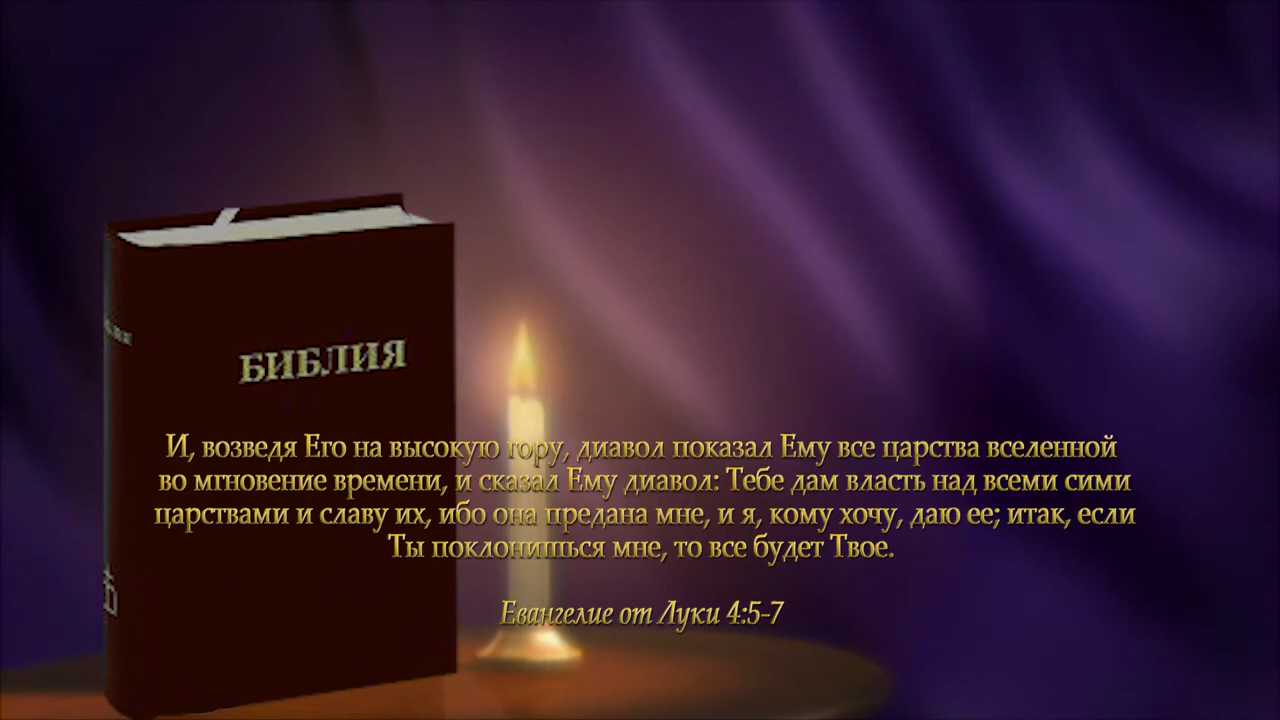 БИБЛИЯ
И, возведя Его на высокую гору, диавол показал Ему все царства вселенной
во мгновение времени, и сказал Ему диавол: Тебе дам власть над всеми сими
царствами и славу их, ибо она предана мне, и я, кому хочу, даю ее; итак, если
Ты поклонишься мне, то все будет Твое.
Евангелие от Луки 4:5-7